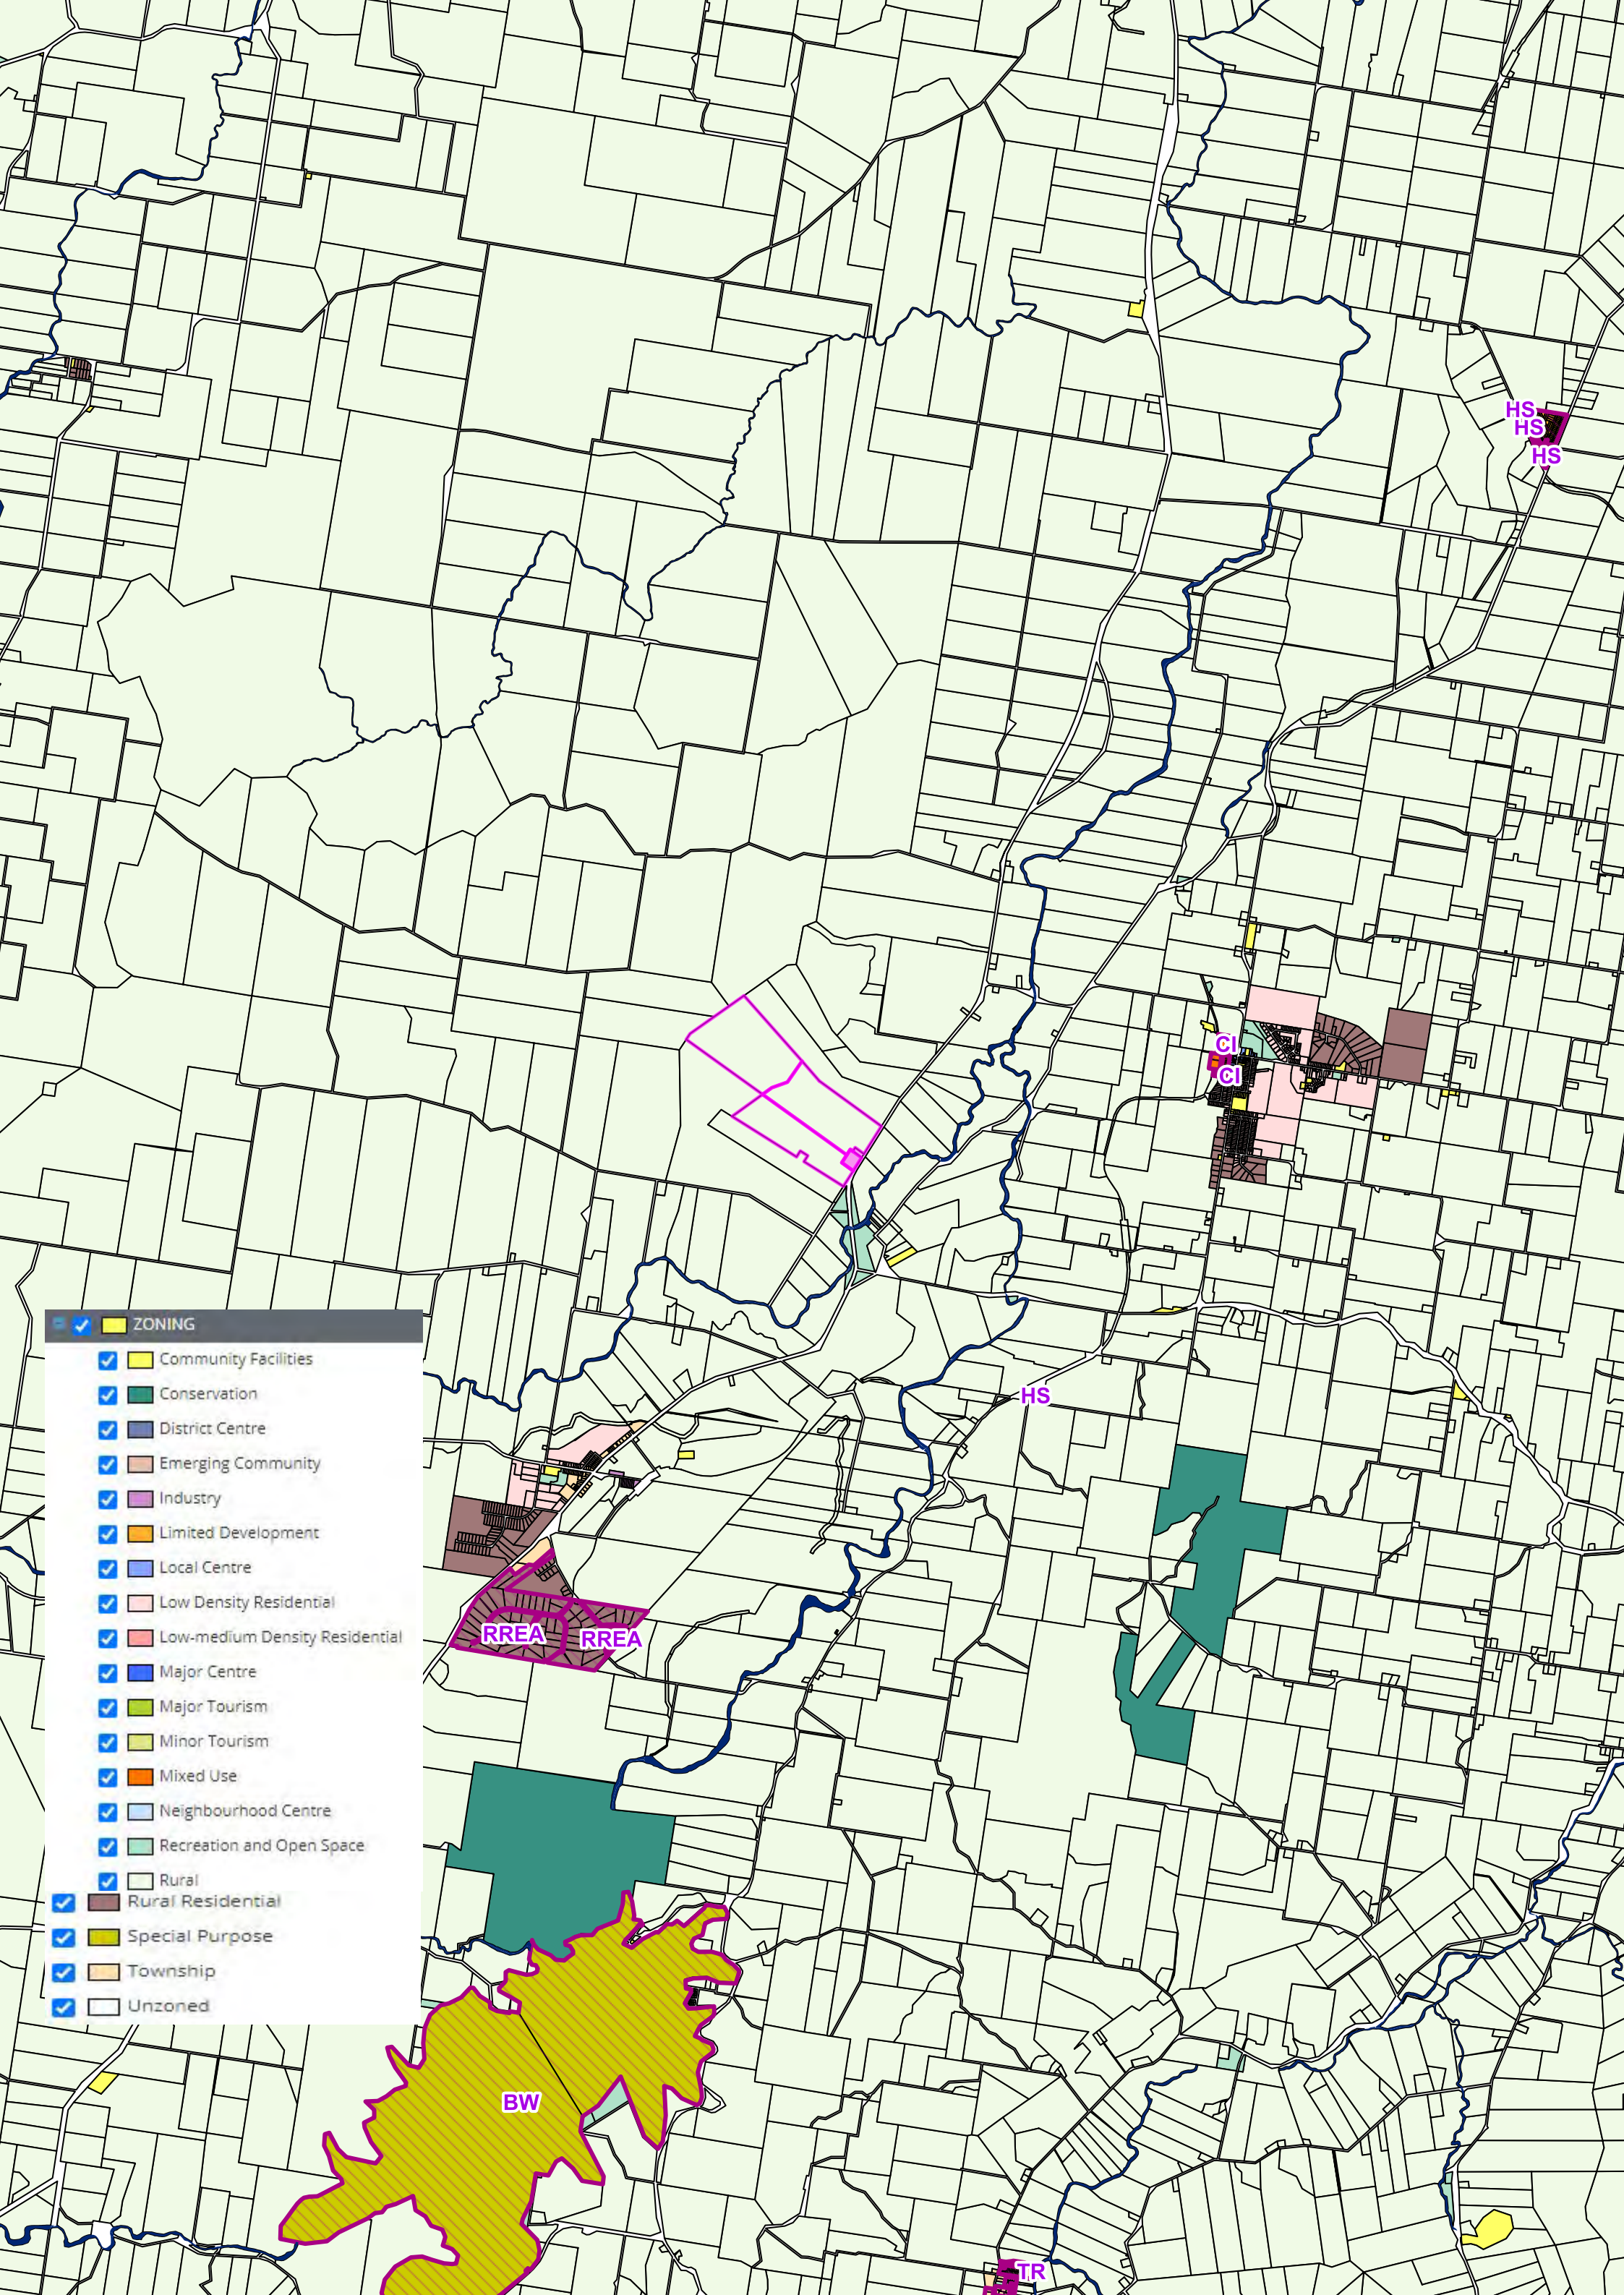 HS
HS
HS
CI
CI
ZONING
Community Facilities
Conservation
District Centre
Emerging Community
Industry
Limited Development
Local Centre
Low Density Residential
Low-medium Density Residential
Major Centre
Major Tourism
Minor Tourism
Mixed Use
Neighbourhood Centre
Recreation and Open Space
Rural
Rural Residential
Special Purpose
Township
Unzoned
HS
RREA
RREA
BW
TR